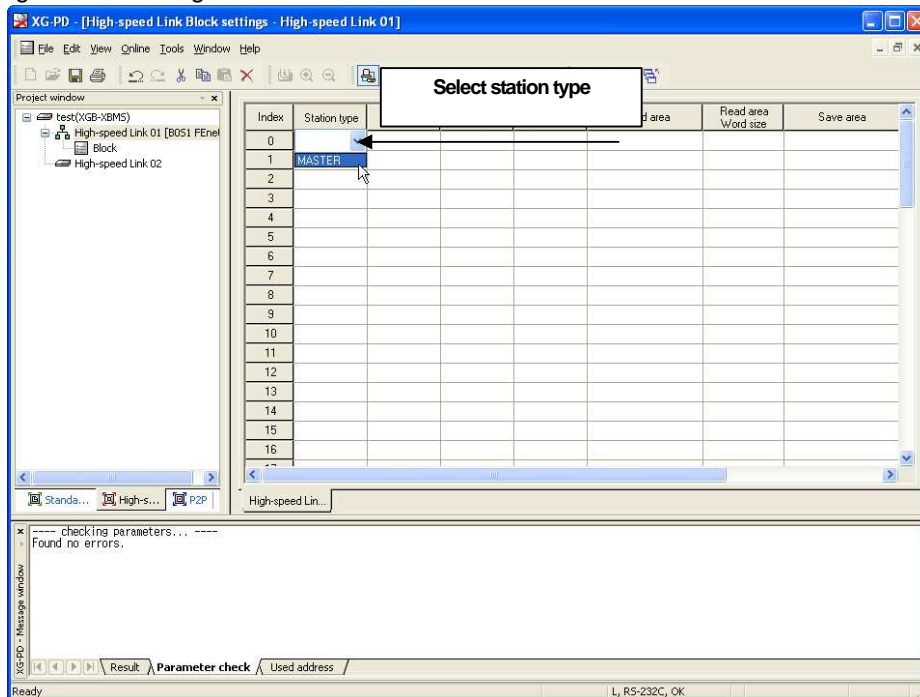 XG-PD - [High-speed Link Block settings - High-speed Link 01]
File Edit View Online Tools Window Help
Select station type
Project window
test(XGB-XBMS)
High-speed Link 01 [B0S1 FEnet
Block
High-speed Link 02
Index Station type area Read area Word size Save area
0
1 MASTER
2
3
4
5
6
7
8
9
10
11
12
13
14
15
16
Standa... High-s... P2P
High-speed Lin...
---- checking parameters... ----
Found no errors.
XG-PD - Message window
Result Parameter check Used address
Ready L, RS-232C, OK